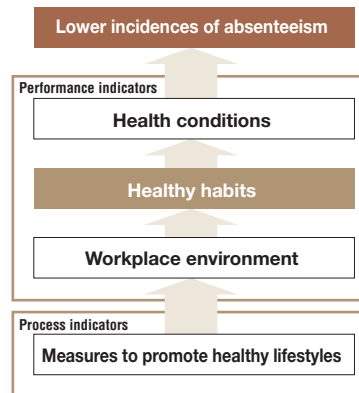 Lower incidences of absenteeism
Performance indicators
Health conditions
Healthy habits
Workplace environment
Process indicators
Measures to promote healthy lifestyles